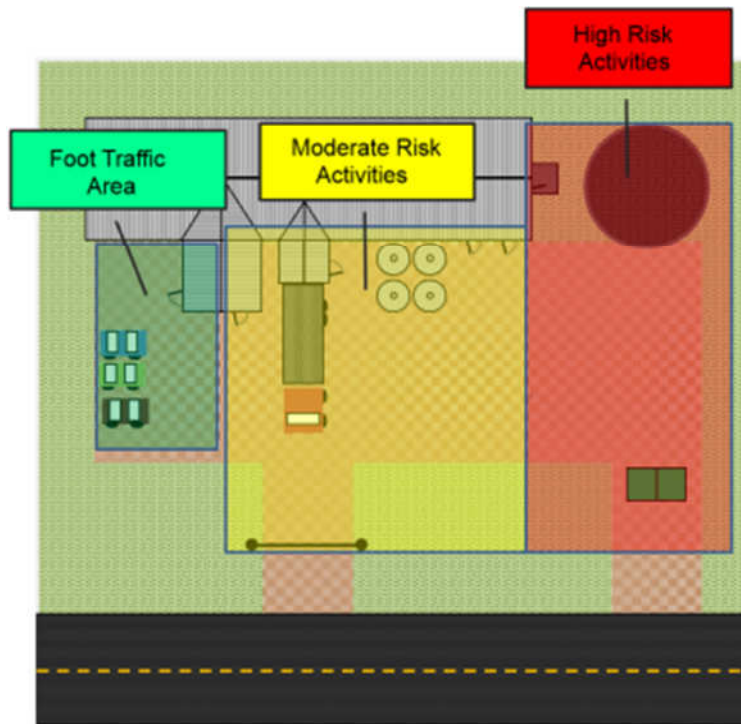 High Risk
Activities
Foot Traffic
Area
Moderate Risk
Activities